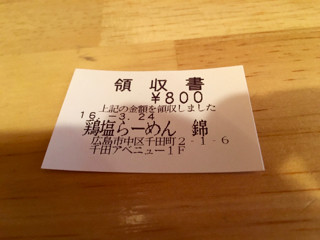 領収書
¥800
上記の金額を領収しました
16.-3.24
鶏塩らーめん 錦
広島市中区千田町2-1-6
千田アベニュー1F